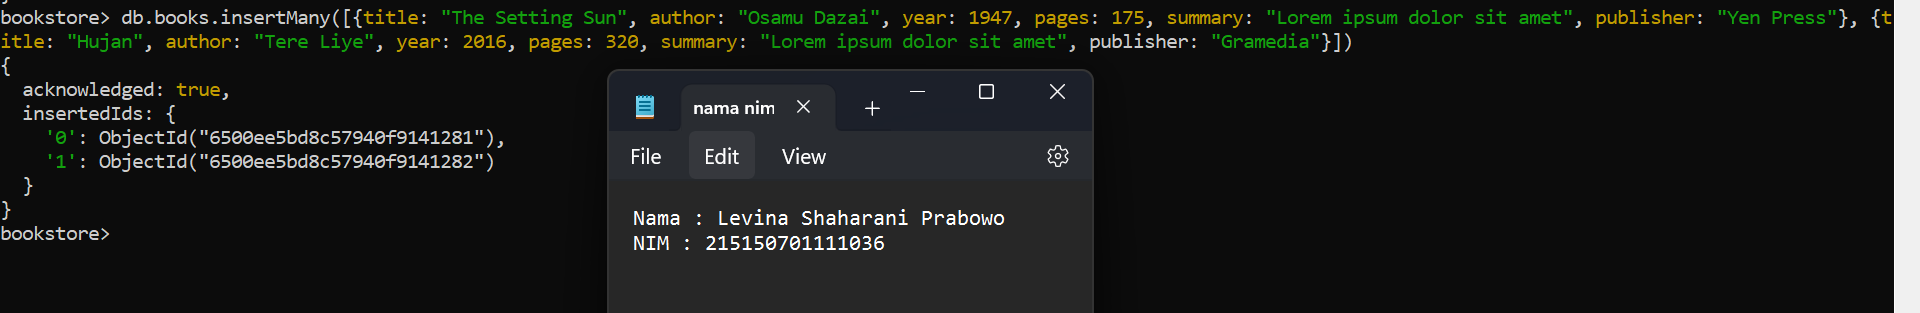 bookstore> db.books.insertMany([{title: "The Setting Sun", author: "Osamu Dazai", year: 1947, pages: 175, summary: "Lorem ipsum dolor sit amet", publisher: "Yen Press"}, {t
itle: "Hujan", author: "Tere Liye", year: 2016, pages: 320, summary: "Lorem ipsum dolor sit amet", publisher: "Gramedia"}])
{
  acknowledged: true,
  insertedIds: {
    '0': ObjectId("6500ee5bd8c57940f9141281"),
    '1': ObjectId("6500ee5bd8c57940f9141282")
  }
}
bookstore>
nama nim
File Edit View
Nama : Levina Shaharani Prabowo
NIM : 215150701111036